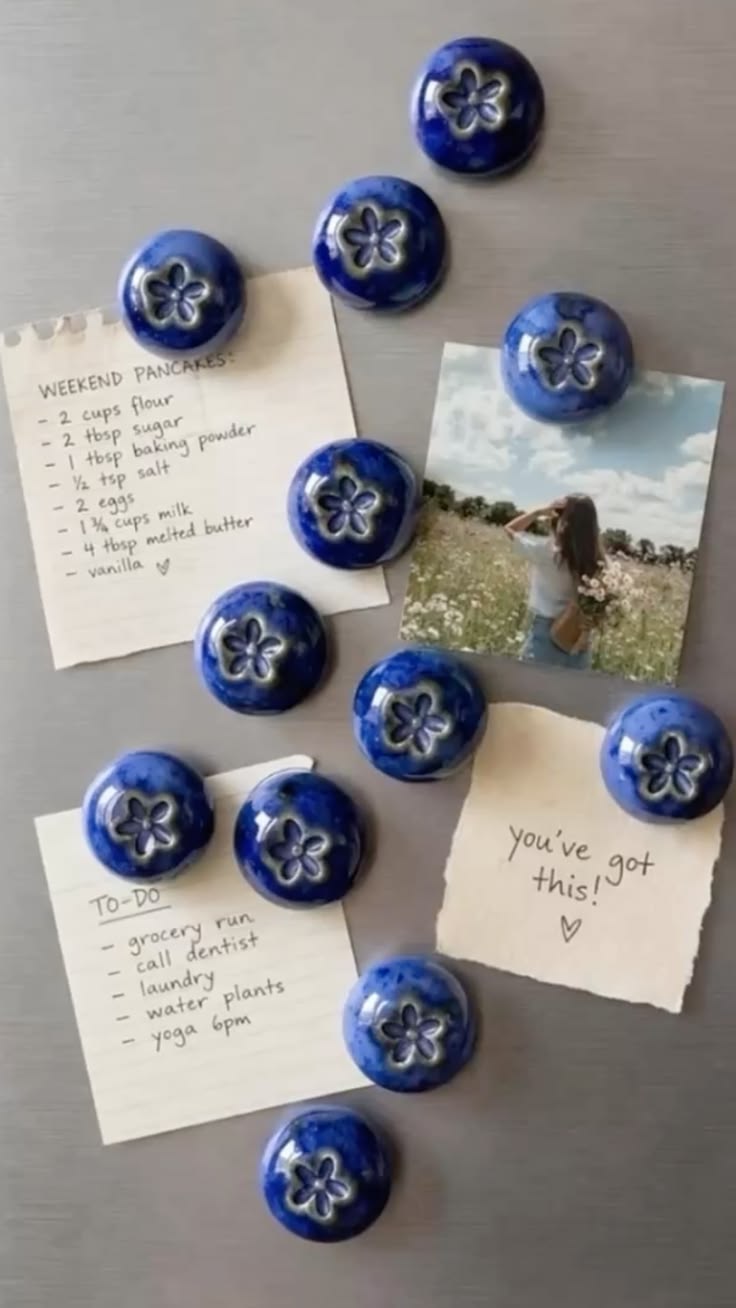 WEEKEND PANCAKES:
- 2 cups flour
- 2 tbsp sugar
- 1 tbsp baking powder
- ½ tsp salt
- 2 eggs
- 1 ¾ cups milk
- 4 tbsp melted butter
- vanilla ♡
you've got
this!
♡
TO-DO
- grocery run
- call dentist
- laundry
- water plants
- yoga 6pm